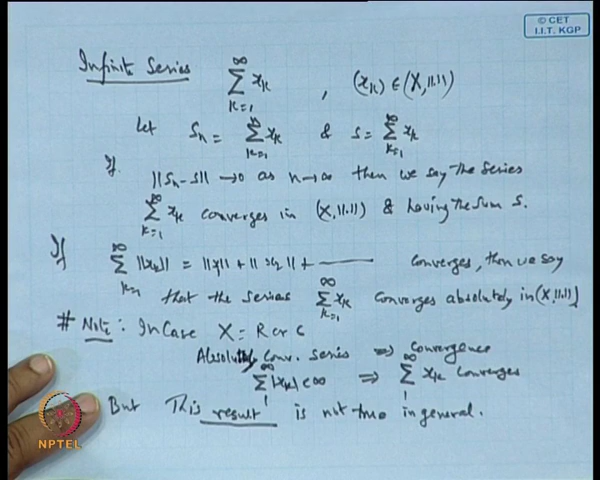 © CET
I.I.T. KGP
Infinite Series ∑_{k=1}^{∞} x_k , (x_k) ∈ (X, ||.||)
Let S_n = ∑_{k=1}^{n} x_k & s = ∑_{k=1}^{∞} x_k
If ||S_n - s|| → 0 as n → ∞ then we say the series
∑_{k=1}^{∞} x_k converges in (X, ||.||) & having the sum s.
If ∑_{k=1}^{∞} ||x_k|| = ||x_1|| + ||x_2|| + ——— converges, then we say
that the series ∑_{k=1}^{∞} x_k converges absolutely in (X, ||.||)
# Note: In case X = R or C
Absolutely conv. series ⇒ convergence
∑_{1}^{∞} |x_k| < ∞ ⇒ ∑_{1}^{∞} x_k converges
But This result is not true in general.
NPTEL